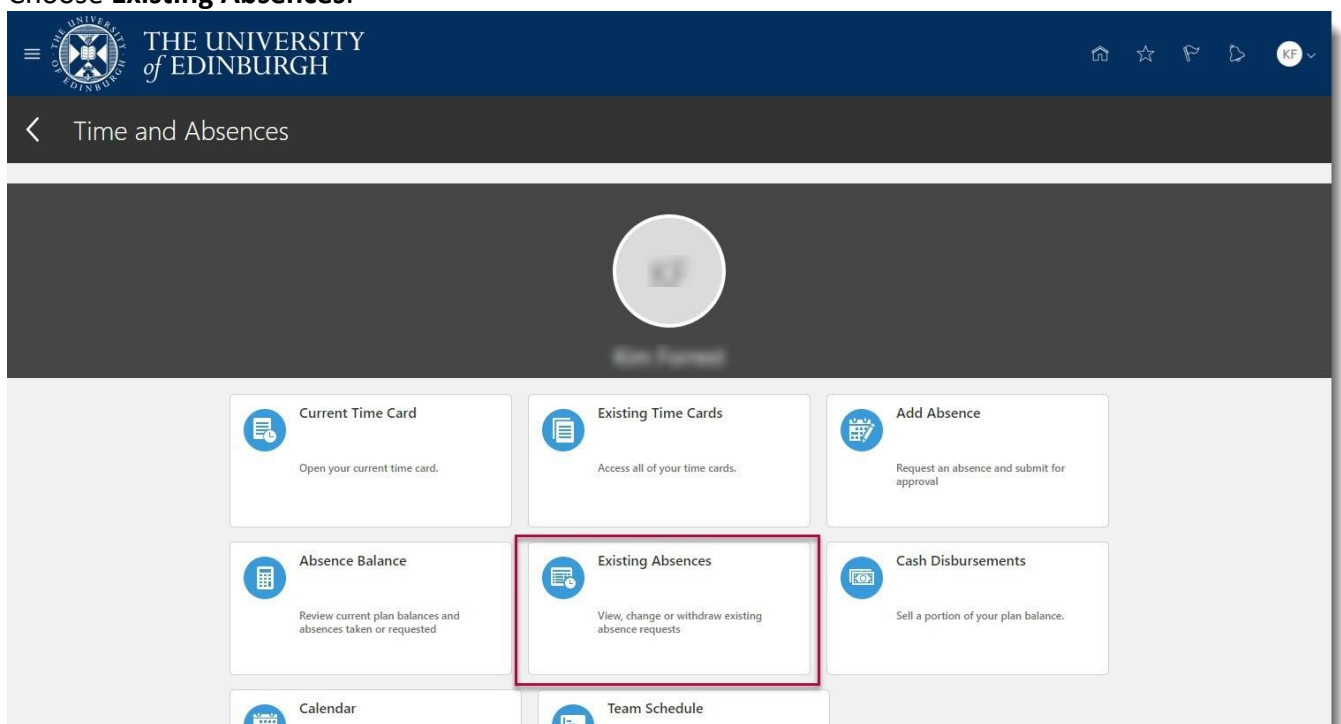 Choose Existing Absences.
THE UNIVERSITY
of EDINBURGH
KF
Time and Absences
Current Time Card
Open your current time card.
Existing Time Cards
Access all of your time cards.
Add Absence
Request an absence and submit for
approval
Absence Balance
Review current plan balances and
absences taken or requested
Existing Absences
View, change or withdraw existing
absence requests
Cash Disbursements
Sell a portion of your plan balance.
Calendar
Team Schedule